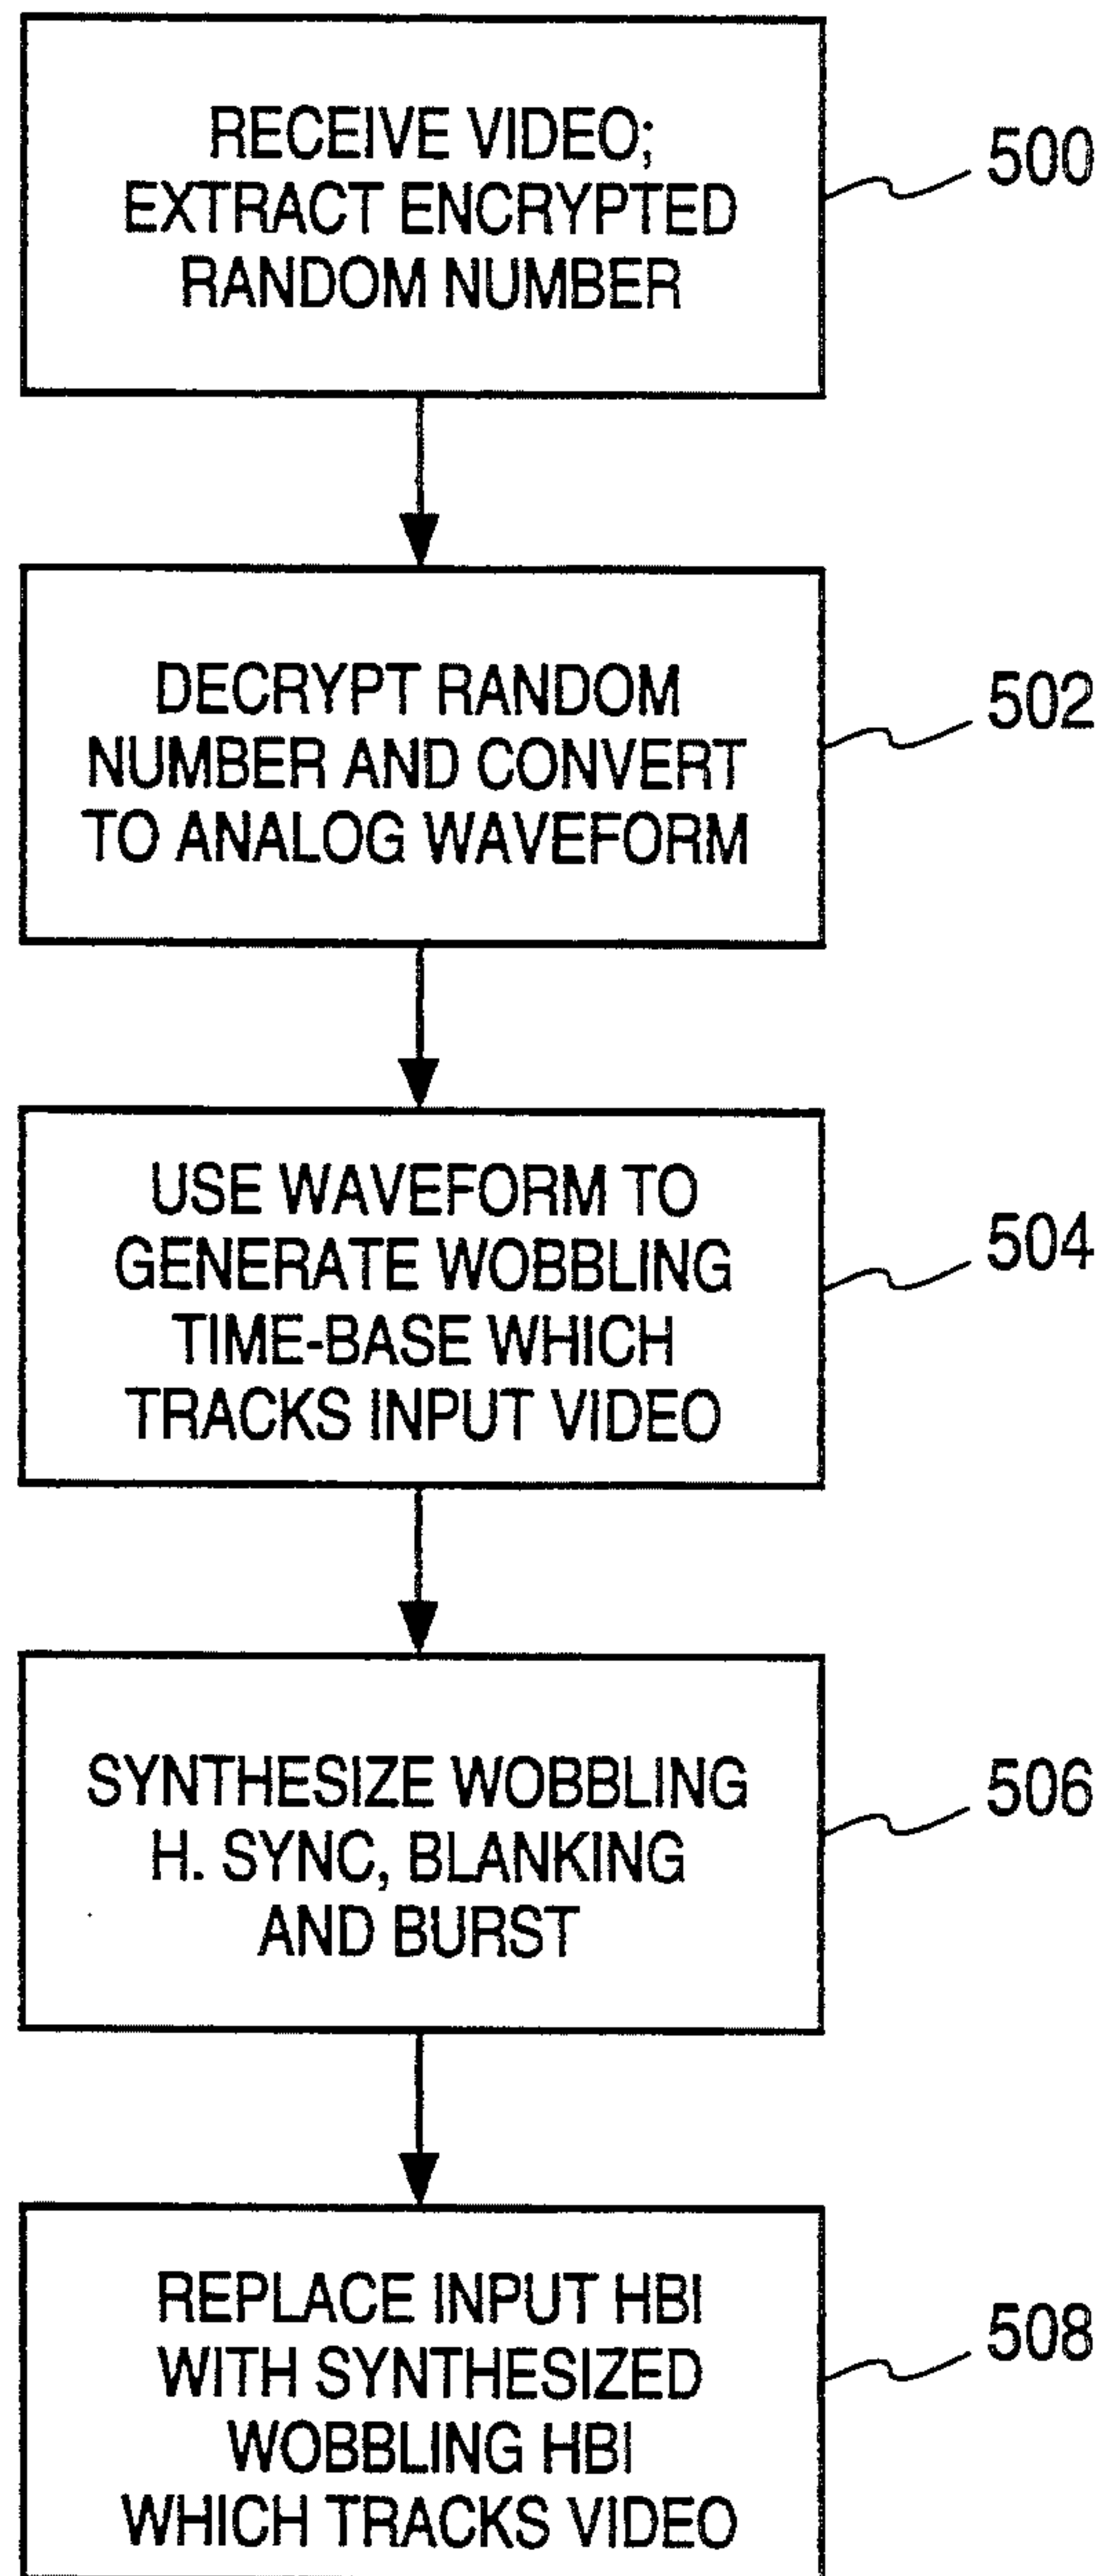 RECEIVE VIDEO;
EXTRACT ENCRYPTED
RANDOM NUMBER
500
DECRYPT RANDOM
NUMBER AND CONVERT
TO ANALOG WAVEFORM
502
USE WAVEFORM TO
GENERATE WOBBLING
TIME-BASE WHICH
TRACKS INPUT VIDEO
504
SYNTHESIZE WOBBLING
H. SYNC, BLANKING
AND BURST
506
REPLACE INPUT HBI
WITH SYNTHESIZED
WOBBLING HBI
WHICH TRACKS VIDEO
508